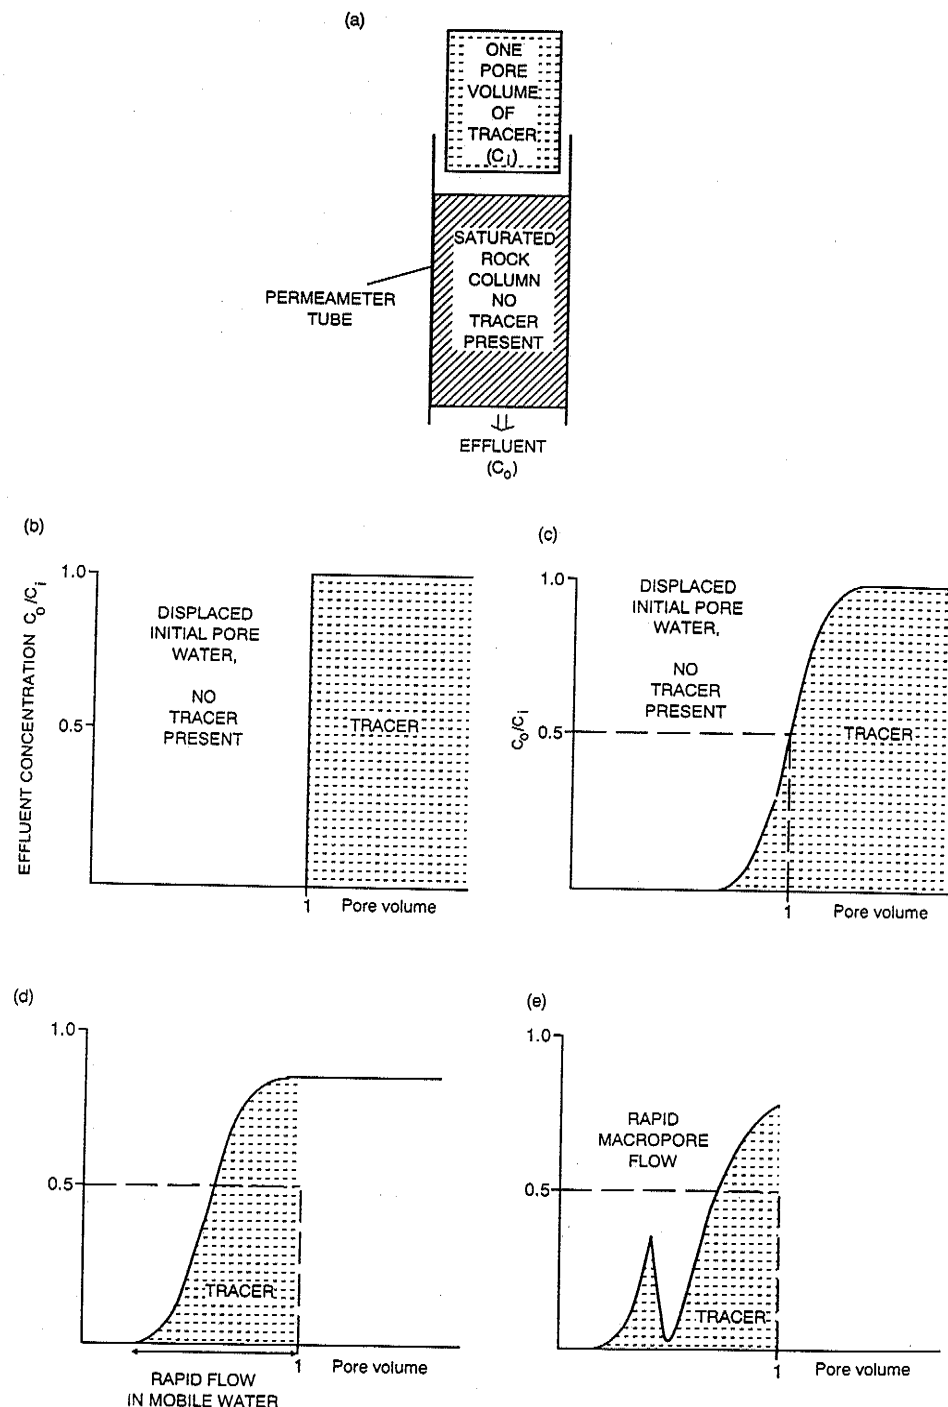 (a)
ONE
PORE
VOLUME
OF
TRACER
(C_I)
SATURATED
ROCK
COLUMN
NO
TRACER
PRESENT
PERMEAMETER
TUBE
EFFLUENT
(C_o)
(b)
EFFLUENT CONCENTRATION C_o/C_i
1.0
0.5
DISPLACED
INITIAL PORE
WATER,
NO
TRACER
PRESENT
TRACER
1 Pore volume
(c)
C_o/C_i
1.0
0.5
DISPLACED
INITIAL PORE
WATER,
NO
TRACER
PRESENT
TRACER
1 Pore volume
(d)
1.0
0.5
TRACER
1 Pore volume
RAPID FLOW
IN MOBILE WATER
(e)
1.0
0.5
RAPID
MACROPORE
FLOW
TRACER
1 Pore volume